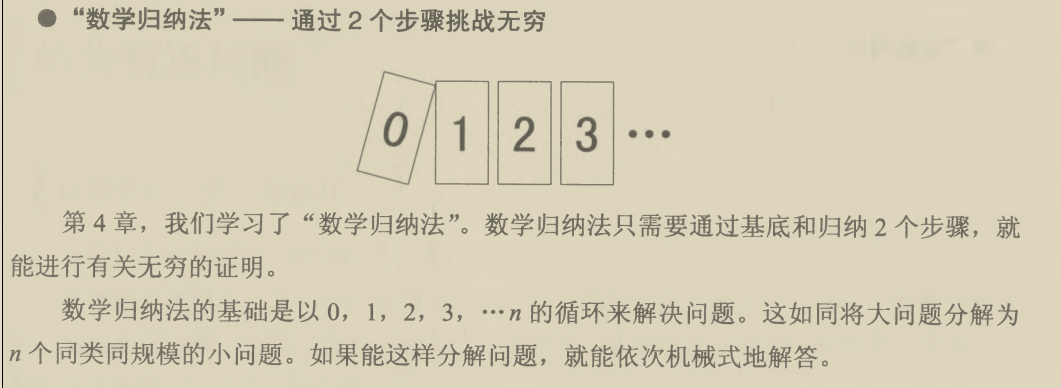 ● “数学归纳法”—— 通过 2 个步骤挑战无穷
0 1 2 3 …
第 4 章，我们学习了“数学归纳法”。数学归纳法只需要通过基底和归纳 2 个步骤，就
能进行有关无穷的证明。
数学归纳法的基础是以 0，1，2，3，…n 的循环来解决问题。这如同将大问题分解为
n 个同类同规模的小问题。如果能这样分解问题，就能依次机械式地解答。